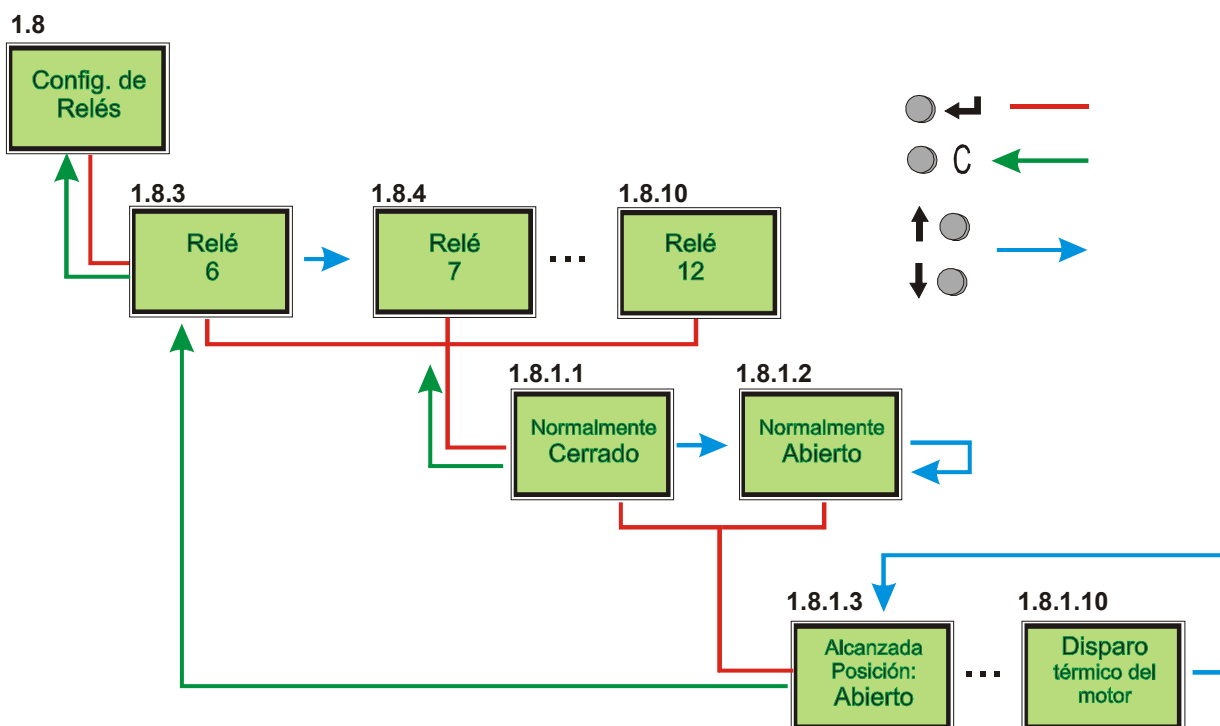 1.8
Config. de
Relés
C
1.8.3
Relé
6
1.8.4
Relé
7
...
1.8.10
Relé
12
1.8.1.1
Normalmente
Cerrado
1.8.1.2
Normalmente
Abierto
1.8.1.3
Alcanzada
Posición:
Abierto
...
1.8.1.10
Disparo
térmico del
motor